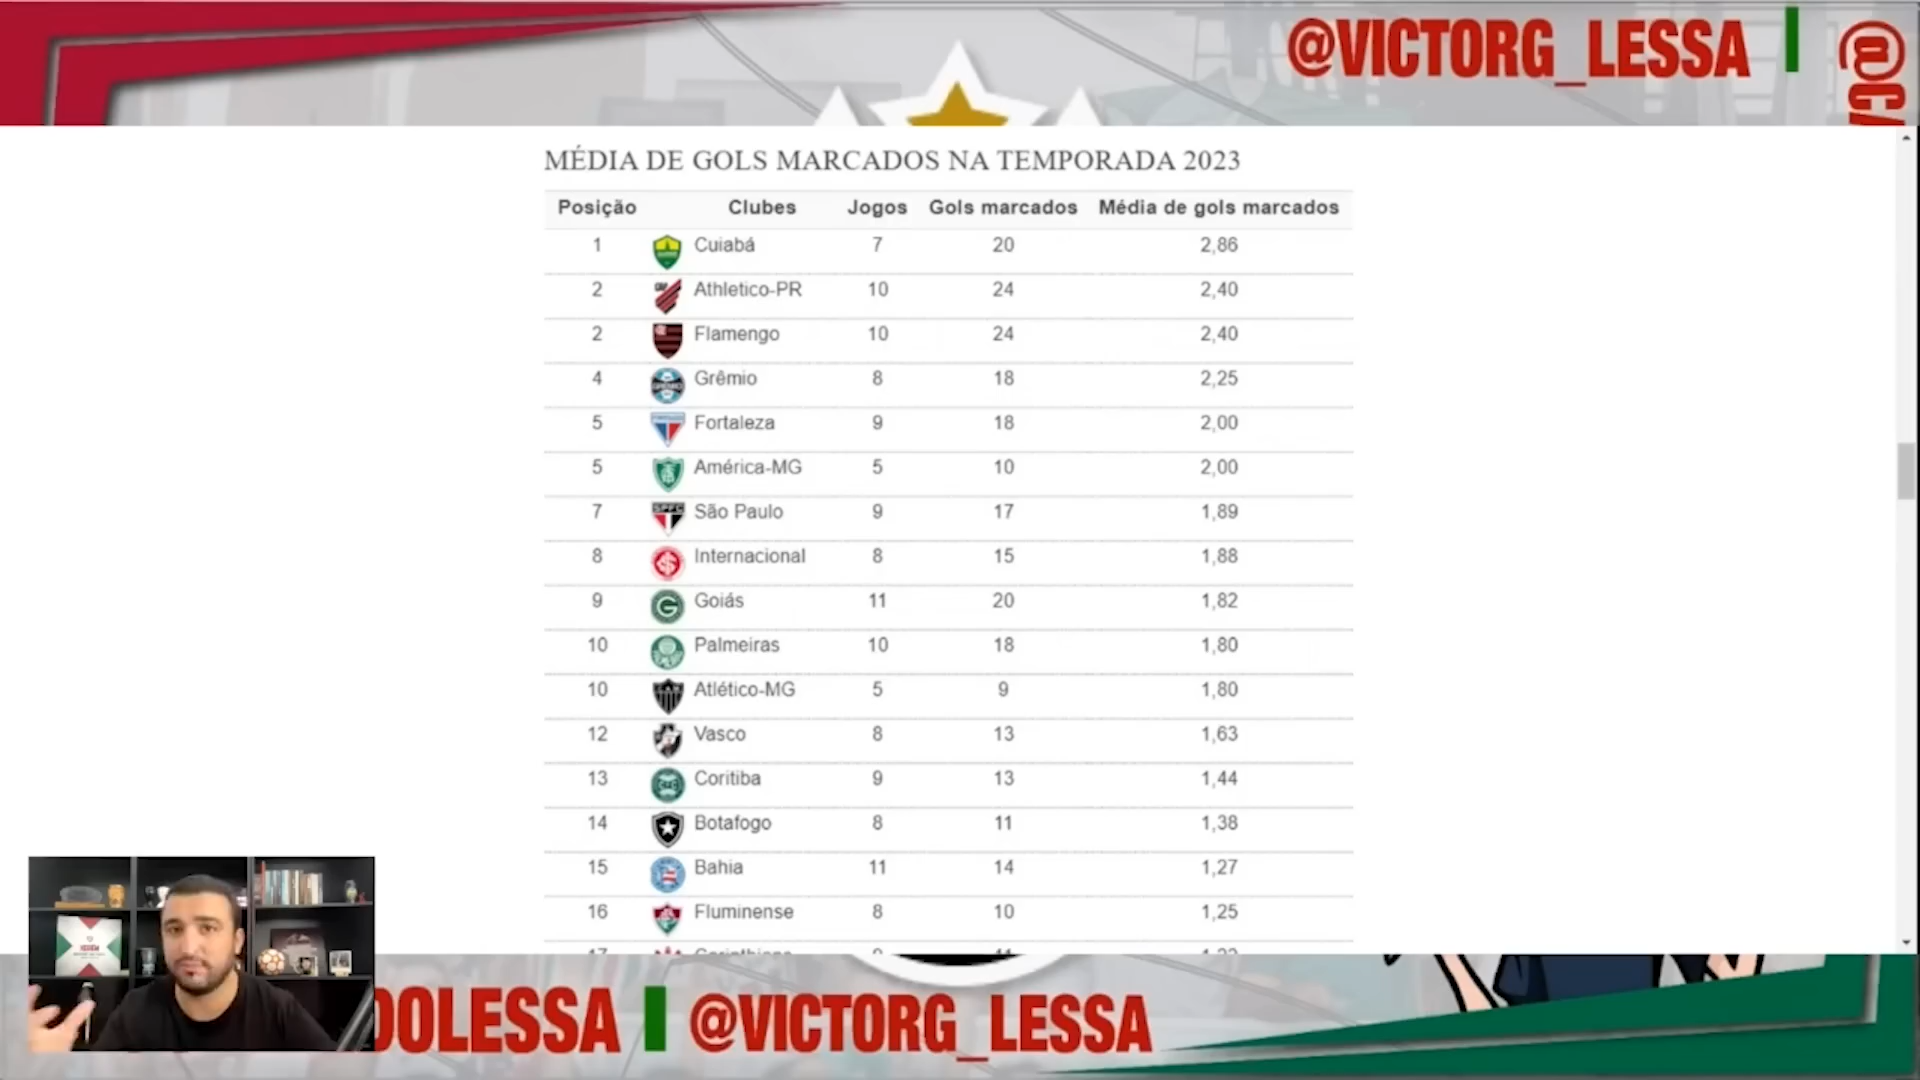 @VICTORG_LESSA
MÉDIA DE GOLS MARCADOS NA TEMPORADA 2023
Posição Clubes Jogos Gols marcados Média de gols marcados
1 Cuiabá 7 20 2,86
2 Athletico-PR 10 24 2,40
2 Flamengo 10 24 2,40
4 Grêmio 8 18 2,25
5 Fortaleza 9 18 2,00
5 América-MG 5 10 2,00
7 São Paulo 9 17 1,89
8 Internacional 8 15 1,88
9 Goiás 11 20 1,82
10 Palmeiras 10 18 1,80
10 Atlético-MG 5 9 1,80
12 Vasco 8 13 1,63
13 Coritiba 9 13 1,44
14 Botafogo 8 11 1,38
15 Bahia 11 14 1,27
16 Fluminense 8 10 1,25
OLESSA @VICTORG_LESSA